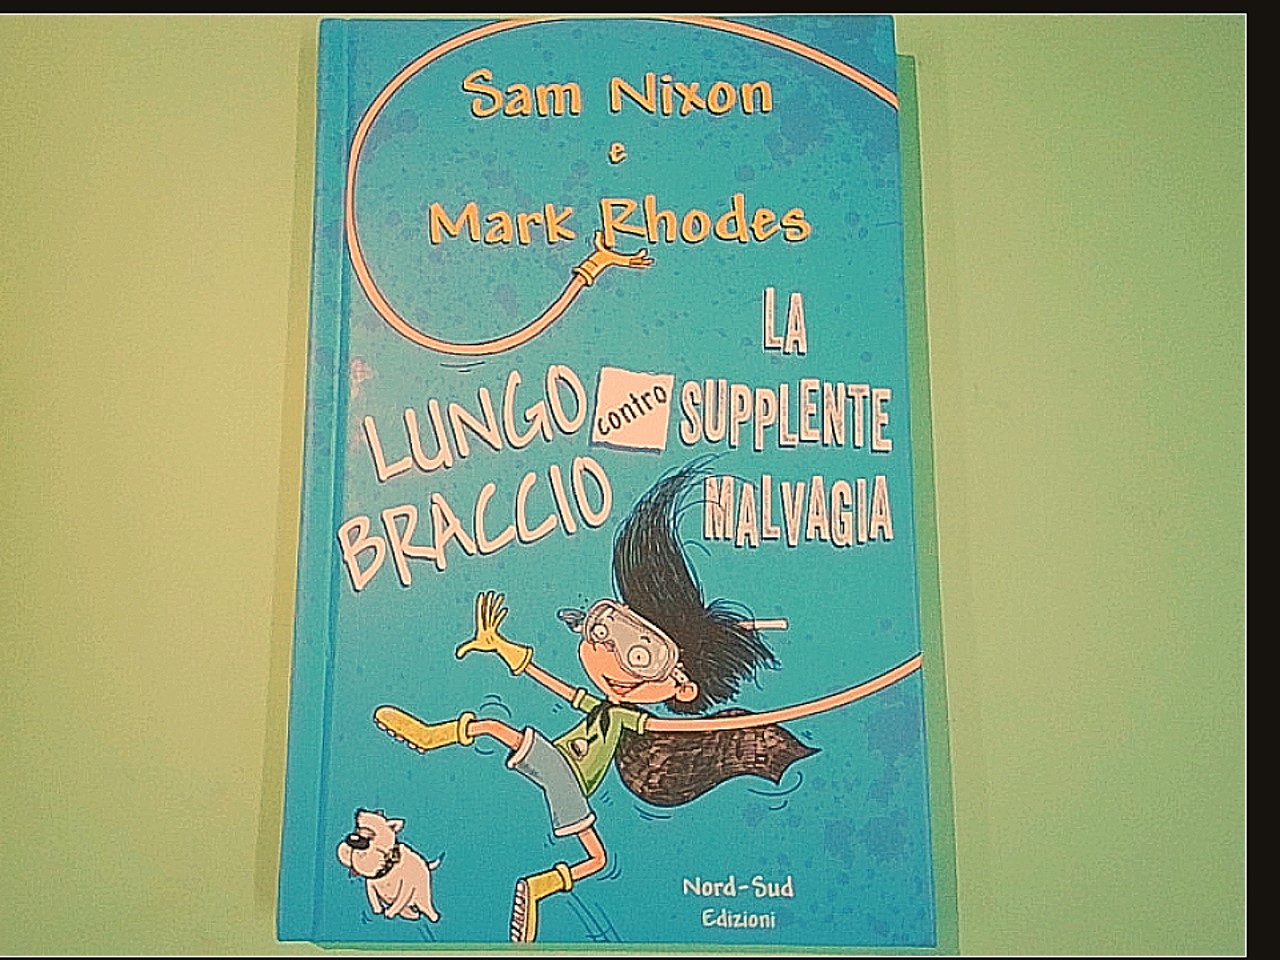 Sam Nixon
e
Mark Rhodes
LUNGO
BRACCIO
contro
LA
SUPPLENTE
MALVAGIA
Nord-Sud
Edizioni